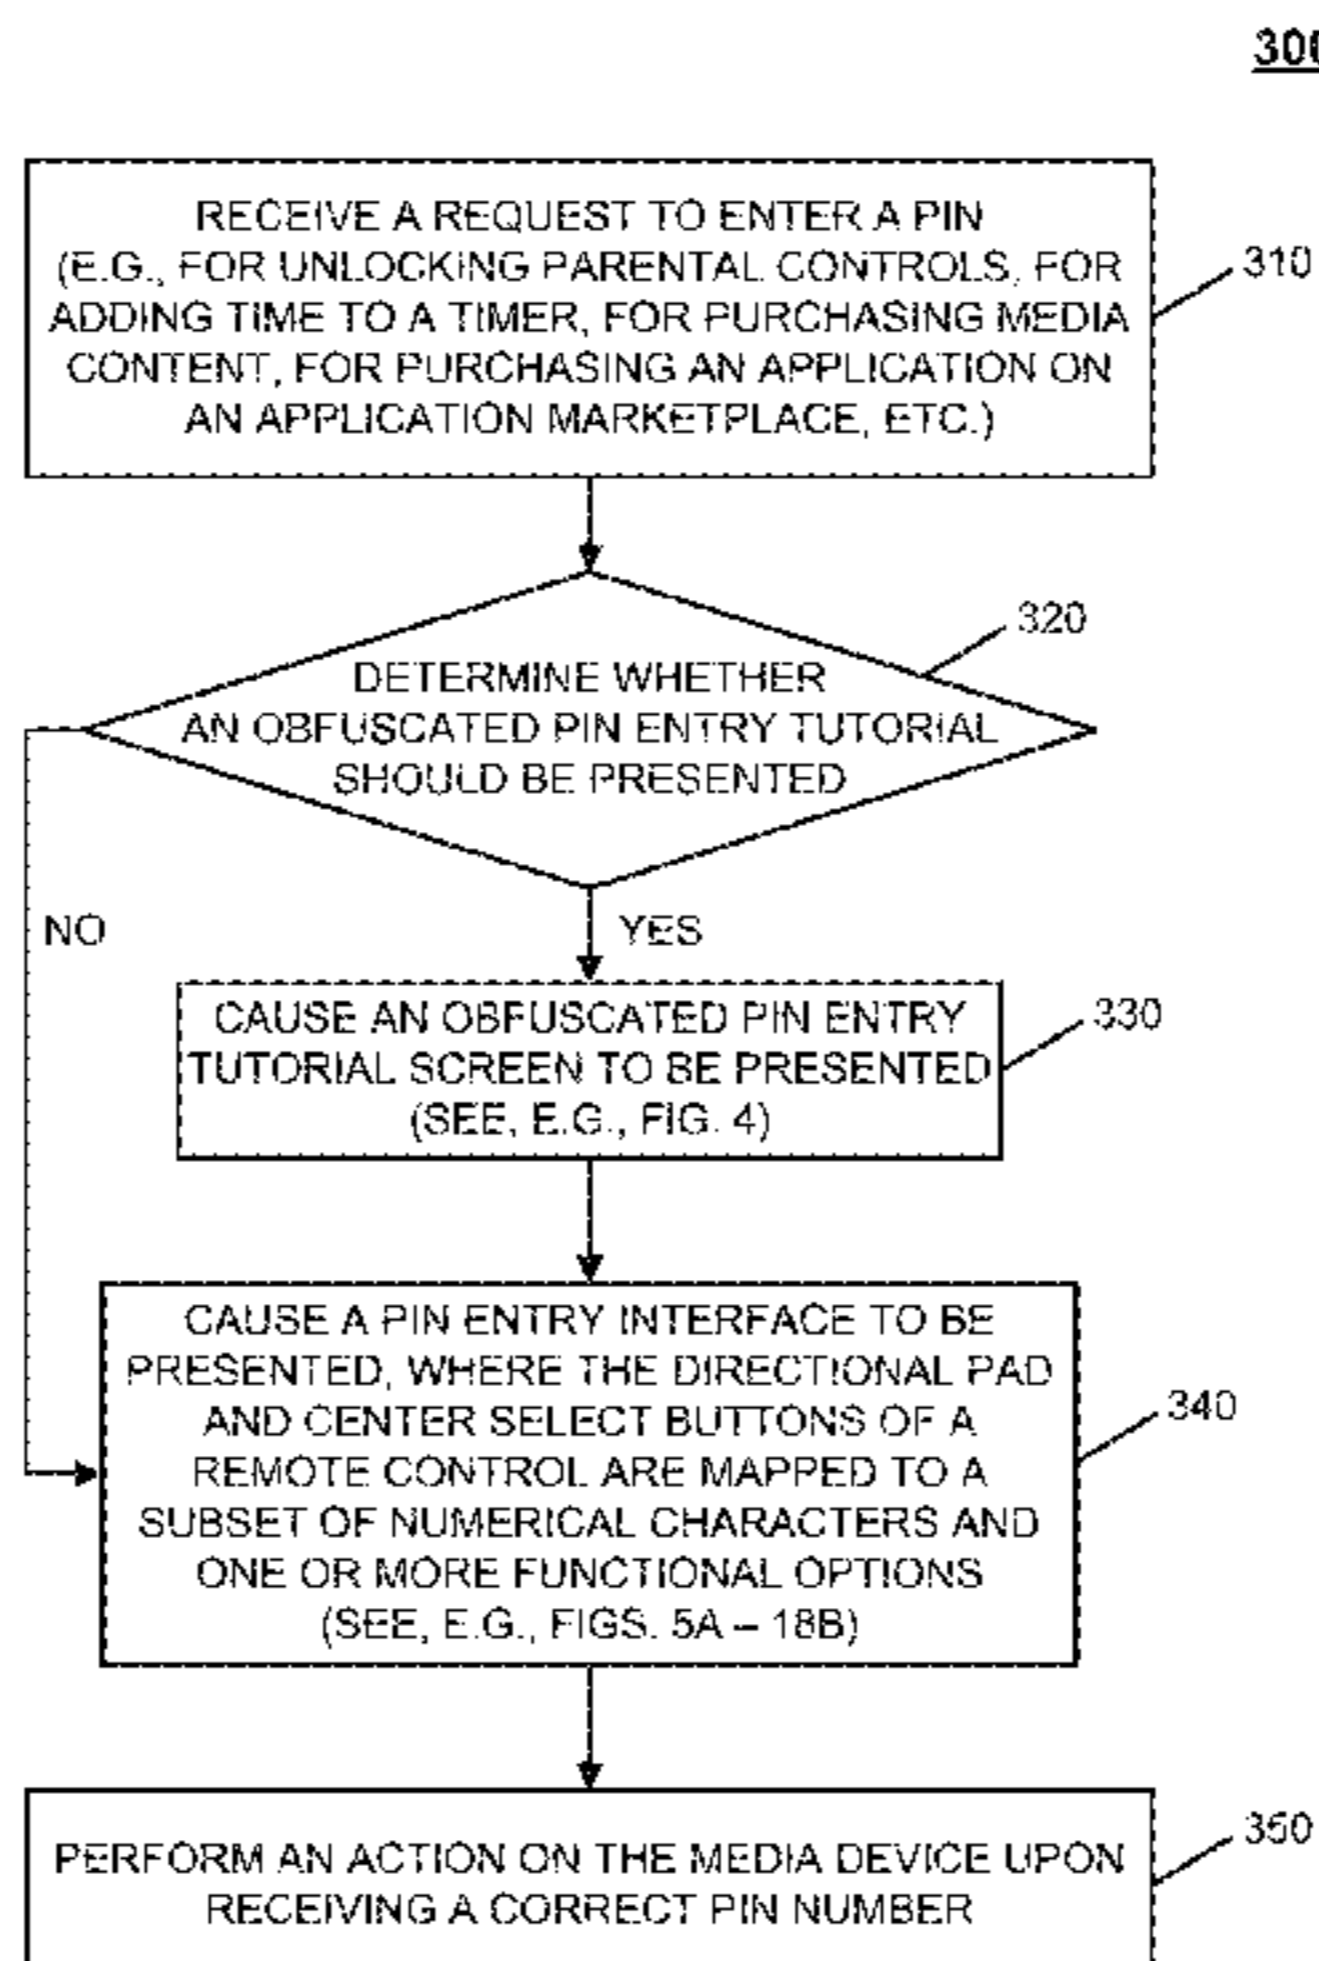 300
RECEIVE A REQUEST TO ENTER A PIN
(E.G., FOR UNLOCKING PARENTAL CONTROLS, FOR
ADDING TIME TO A TIMER, FOR PURCHASING MEDIA
CONTENT, FOR PURCHASING AN APPLICATION ON
AN APPLICATION MARKETPLACE, ETC.)
310
320
DETERMINE WHETHER
AN OBFUSCATED PIN ENTRY TUTORIAL
SHOULD BE PRESENTED
NO
YES
CAUSE AN OBFUSCATED PIN ENTRY
TUTORIAL SCREEN TO BE PRESENTED
(SEE, E.G., FIG. 4)
330
CAUSE A PIN ENTRY INTERFACE TO BE
PRESENTED, WHERE THE DIRECTIONAL PAD
AND CENTER SELECT BUTTONS OF A
REMOTE CONTROL ARE MAPPED TO A
SUBSET OF NUMERICAL CHARACTERS AND
ONE OR MORE FUNCTIONAL OPTIONS
(SEE, E.G., FIGS. 5A – 18B)
340
PERFORM AN ACTION ON THE MEDIA DEVICE UPON
RECEIVING A CORRECT PIN NUMBER
350